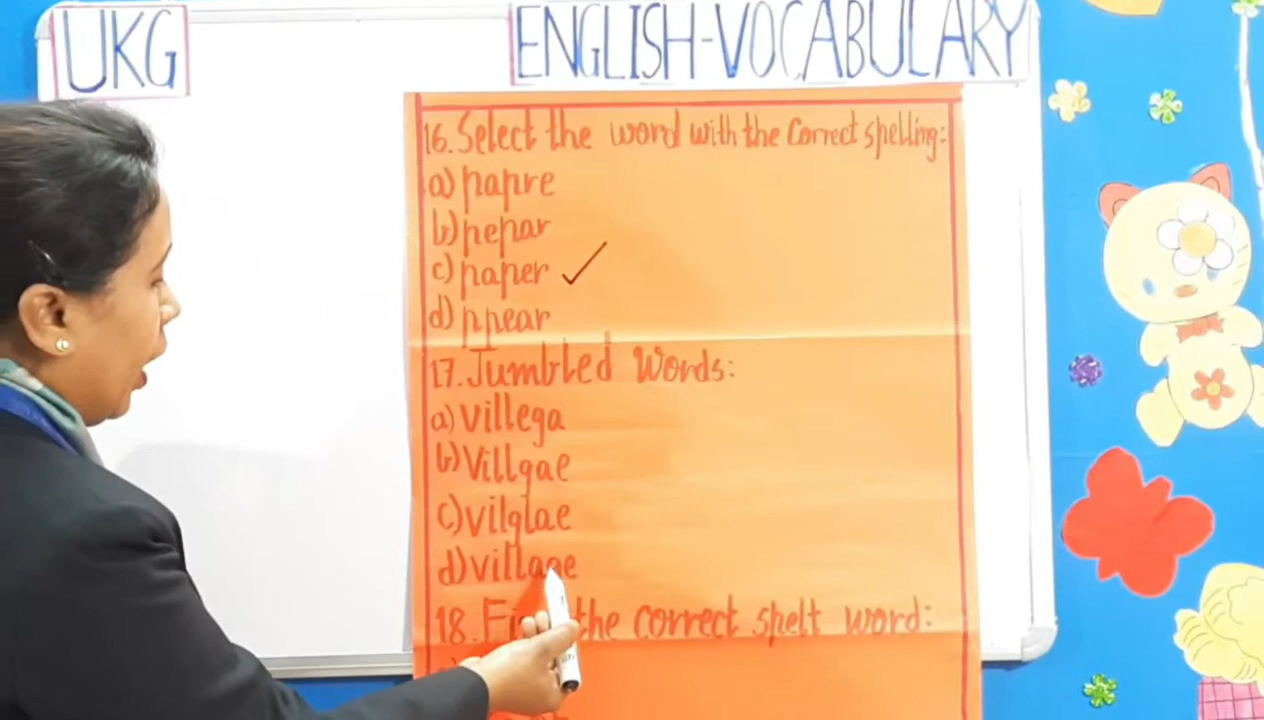 UKG
ENGLISH-VOCABULARY
16. Select the word with the correct spelling:
a) papre
b) pepar
c) paper ✓
d) ppear
17. Jumbled Words:
a) villega
b) Villgae
c) vilglae
d) village
18. the correct spelt word: